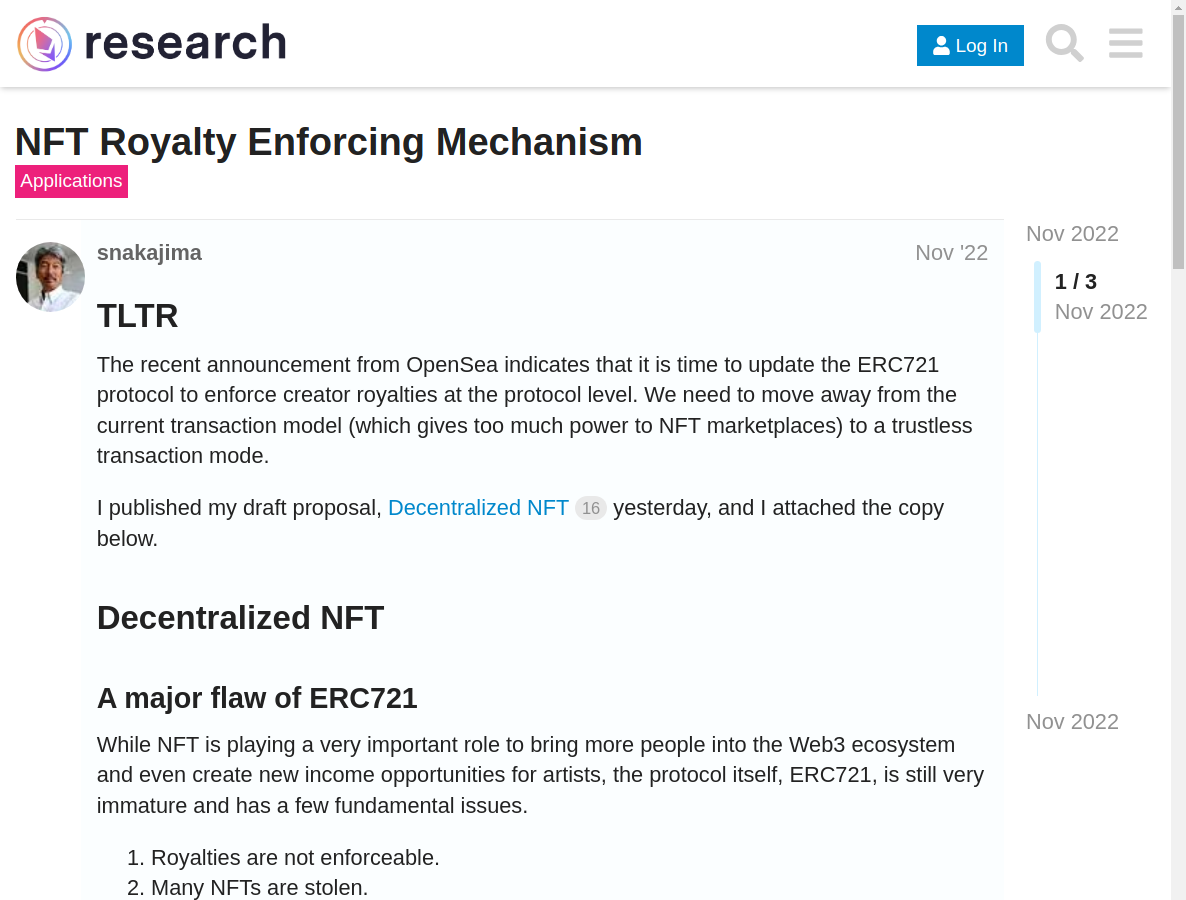 research
Log In
NFT Royalty Enforcing Mechanism
Applications
snakajima
Nov '22
TLTR
The recent announcement from OpenSea indicates that it is time to update the ERC721
protocol to enforce creator royalties at the protocol level. We need to move away from the
current transaction model (which gives too much power to NFT marketplaces) to a trustless
transaction mode.
I published my draft proposal, Decentralized NFT 16 yesterday, and I attached the copy
below.
Decentralized NFT
A major flaw of ERC721
While NFT is playing a very important role to bring more people into the Web3 ecosystem
and even create new income opportunities for artists, the protocol itself, ERC721, is still very
immature and has a few fundamental issues.
1. Royalties are not enforceable.
2. Many NFTs are stolen.
Nov 2022
1 / 3
Nov 2022
Nov 2022